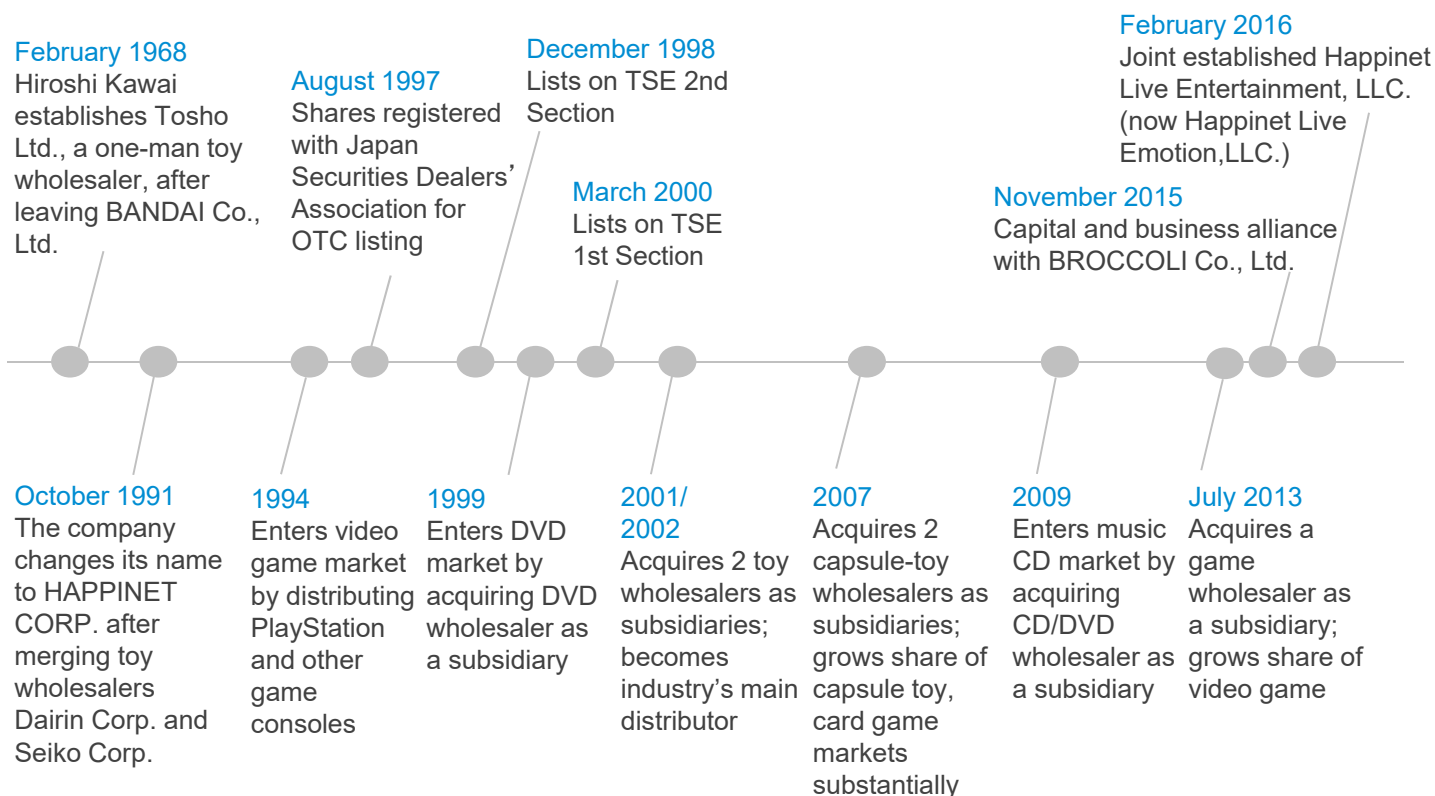 February 1968
Hiroshi Kawai
establishes Tosho
Ltd., a one-man toy
wholesaler, after
leaving BANDAI Co.,
Ltd.
August 1997
Shares registered
with Japan
Securities Dealers’
Association for
OTC listing
December 1998
Lists on TSE 2nd
Section
March 2000
Lists on TSE
1st Section
November 2015
Capital and business alliance
with BROCCOLI Co., Ltd.
February 2016
Joint established Happinet
Live Entertainment, LLC.
(now Happinet Live
Emotion,LLC.)
October 1991
The company
changes its name
to HAPPINET
CORP. after
merging toy
wholesalers
Dairin Corp. and
Seiko Corp.
1994
Enters video
game market
by distributing
PlayStation
and other
game
consoles
1999
Enters DVD
market by
acquiring DVD
wholesaler as
a subsidiary
2001/
2002
Acquires 2 toy
wholesalers as
subsidiaries;
becomes
industry’s main
distributor
2007
Acquires 2
capsule-toy
wholesalers as
subsidiaries;
grows share of
capsule toy,
card game
markets
substantially
2009
Enters music
CD market by
acquiring
CD/DVD
wholesaler as
a subsidiary
July 2013
Acquires a
game
wholesaler as
a subsidiary;
grows share of
video game